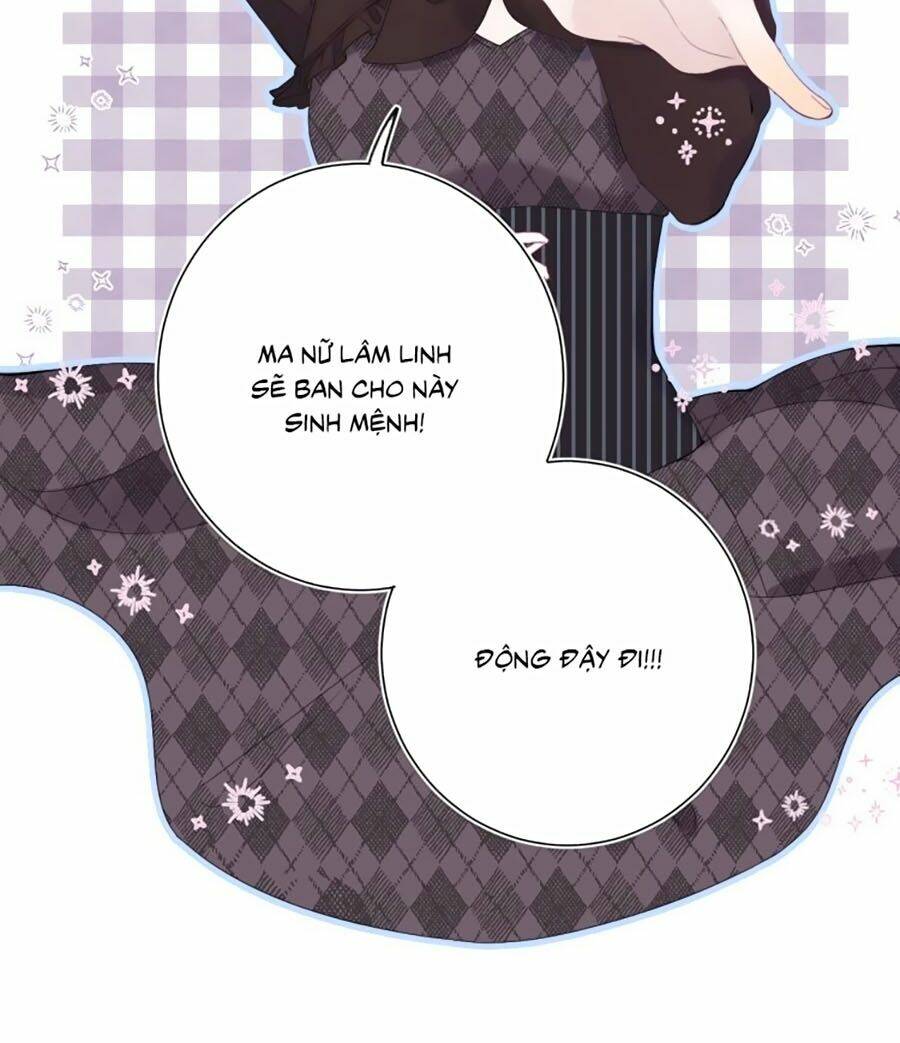 MA NỮ LÂM LINH
SẼ BAN CHO NÀY
SINH MỆNH!
ĐỘNG ĐẬY ĐI!!!